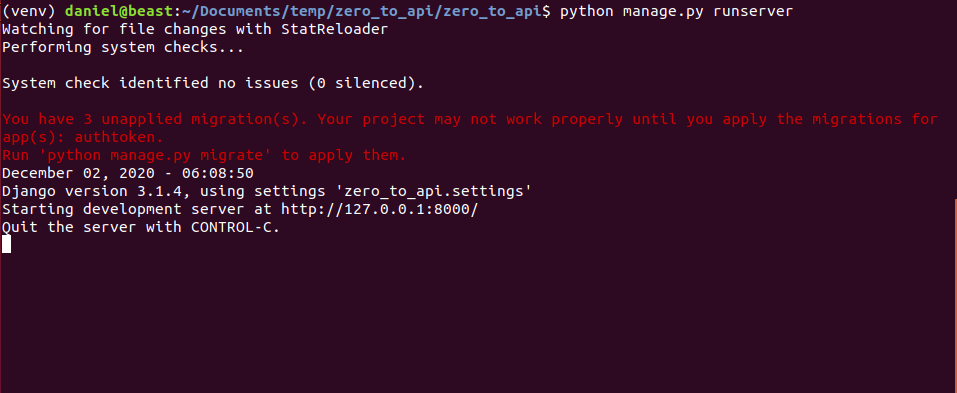 (venv) daniel@beast:~/Documents/temp/zero_to_api/zero_to_api$ python manage.py runserver
Watching for file changes with StatReloader
Performing system checks...
System check identified no issues (0 silenced).
You have 3 unapplied migration(s). Your project may not work properly until you apply the migrations for
app(s): authtoken.
Run 'python manage.py migrate' to apply them.
December 02, 2020 - 06:08:50
Django version 3.1.4, using settings 'zero_to_api.settings'
Starting development server at http://127.0.0.1:8000/
Quit the server with CONTROL-C.